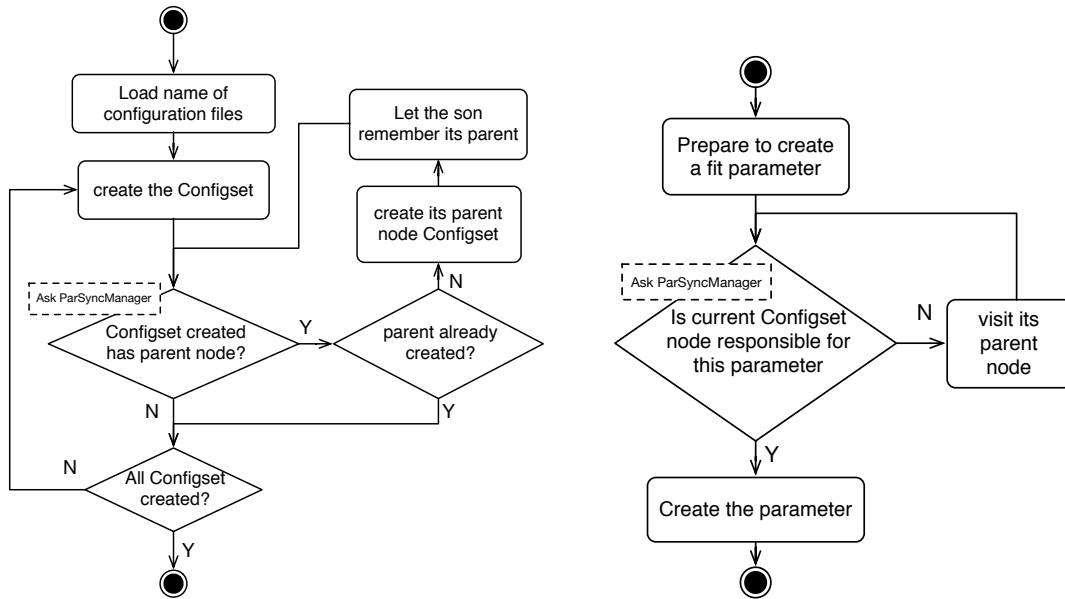 Load name of
configuration files
create the Configset
Let the son
remember its parent
create its parent
node Configset
N
Ask ParSyncManager
Configset created
has parent node?
Y
parent already
created?
N
Y
N
All Configset
created?
Y
Prepare to create
a fit parameter
Ask ParSyncManager
Is current Configset
node responsible for
this parameter
N
visit its
parent
node
Y
Create the parameter